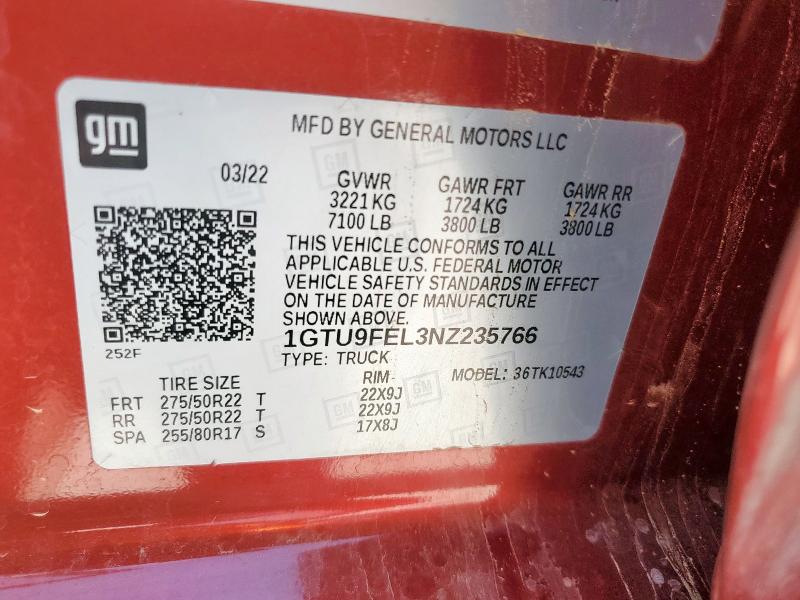 gm
MFD BY GENERAL MOTORS LLC
03/22
GVWR GAWR FRT GAWR RR
3221 KG 1724 KG 1724 KG
7100 LB 3800 LB 3800 LB
THIS VEHICLE CONFORMS TO ALL
APPLICABLE U.S. FEDERAL MOTOR
VEHICLE SAFETY STANDARDS IN EFFECT
ON THE DATE OF MANUFACTURE
SHOWN ABOVE.
1GTU9FEL3NZ235766
252F
TYPE: TRUCK
MODEL: 36TK10543
TIRE SIZE RIM
FRT 275/50R22 T 22X9J
RR 275/50R22 T 22X9J
SPA 255/80R17 S 17X8J